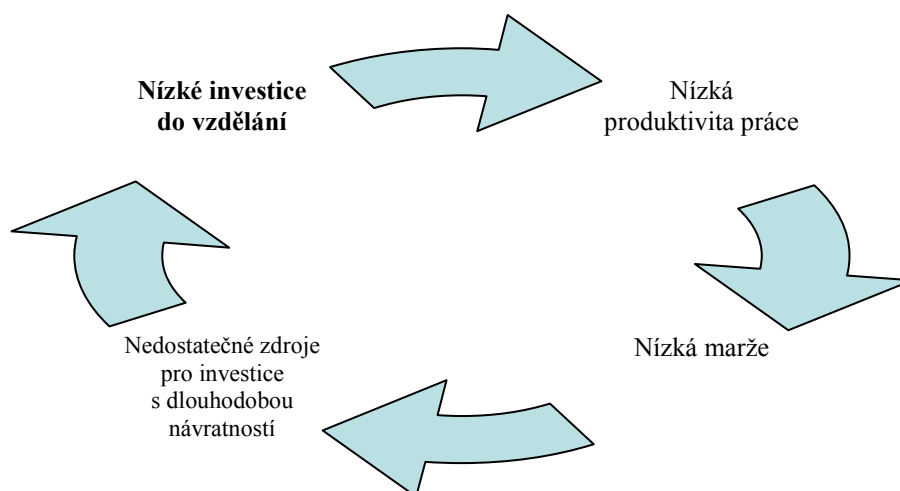 Nízké investice
do vzdělání
Nízká
produktivita práce
Nízká marže
Nedostatečné zdroje
pro investice
s dlouhodobou
návratností